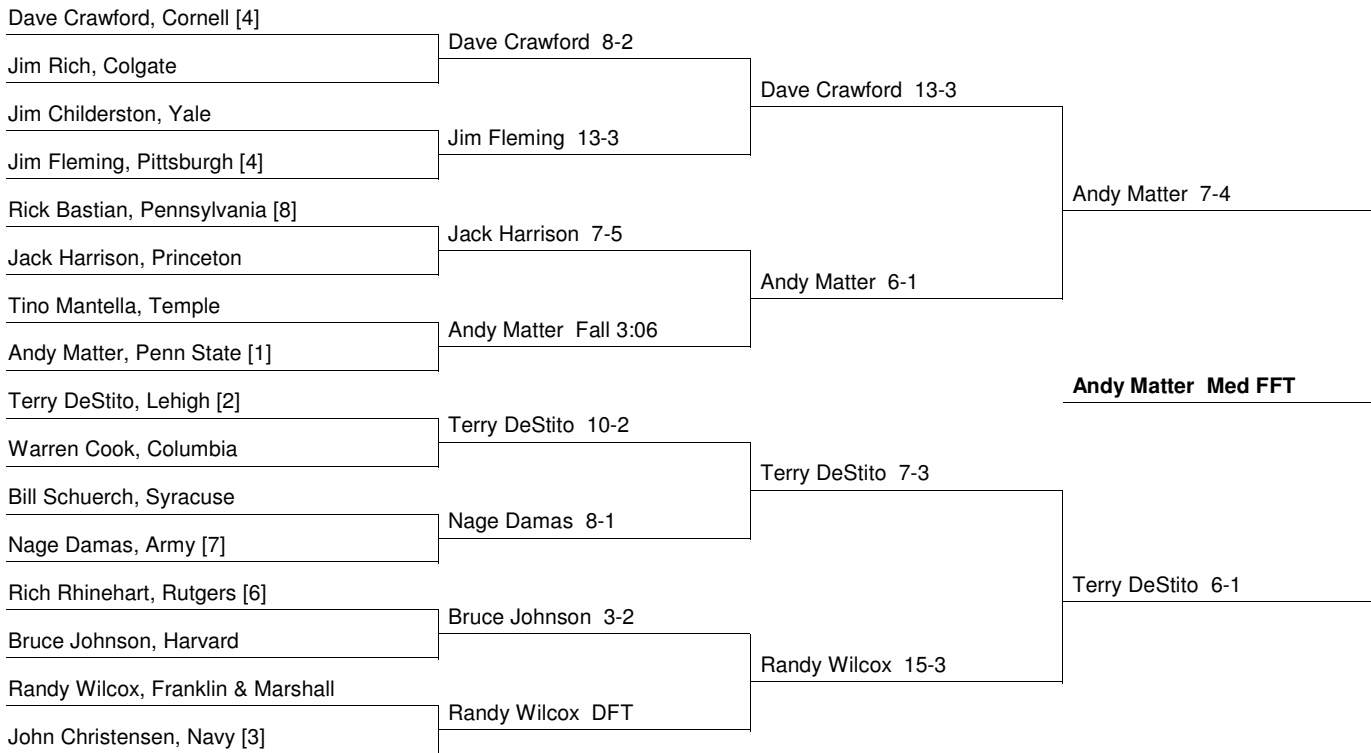 Dave Crawford, Cornell [4]
Dave Crawford 8-2
Jim Rich, Colgate
Dave Crawford 13-3
Jim Childerston, Yale
Jim Fleming 13-3
Jim Fleming, Pittsburgh [4]
Andy Matter 7-4
Rick Bastian, Pennsylvania [8]
Jack Harrison 7-5
Jack Harrison, Princeton
Andy Matter 6-1
Tino Mantella, Temple
Andy Matter Fall 3:06
Andy Matter, Penn State [1]
Andy Matter Med FFT
Terry DeStito, Lehigh [2]
Terry DeStito 10-2
Warren Cook, Columbia
Terry DeStito 7-3
Bill Schuerch, Syracuse
Nage Damas 8-1
Nage Damas, Army [7]
Terry DeStito 6-1
Rich Rhinehart, Rutgers [6]
Bruce Johnson 3-2
Bruce Johnson, Harvard
Randy Wilcox 15-3
Randy Wilcox, Franklin & Marshall
Randy Wilcox DFT
John Christensen, Navy [3]